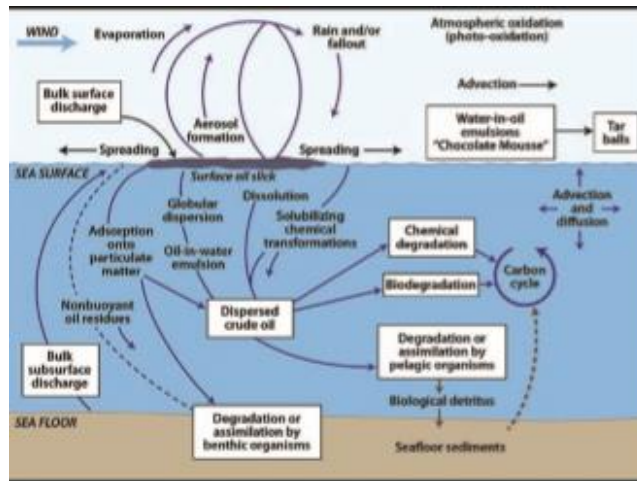 WIND
Evaporation
Rain and/or
fallout
Atmospheric oxidation
(photo-oxidation)
Bulk surface
discharge
Aerosol
formation
Advection
Water-in-oil
emulsions
"Chocolate Mousse"
Tar
balls
Spreading
Spreading
SEA SURFACE
Surface oil slick
Globular
dispersion
Dissolution
Solubilizing
chemical
transformations
Advection
and
diffusion
Adsorption
onto
particulate
matter
Oil-in-water
emulsion
Chemical
degradation
Carbon
cycle
Biodegradation
Nonbuoyant
oil residues
Dispersed
crude oil
Bulk
subsurface
discharge
Degradation or
assimilation by
pelagic organisms
Biological detritus
SEA FLOOR
Degradation or
assimilation by
benthic organisms
Seafloor sediments